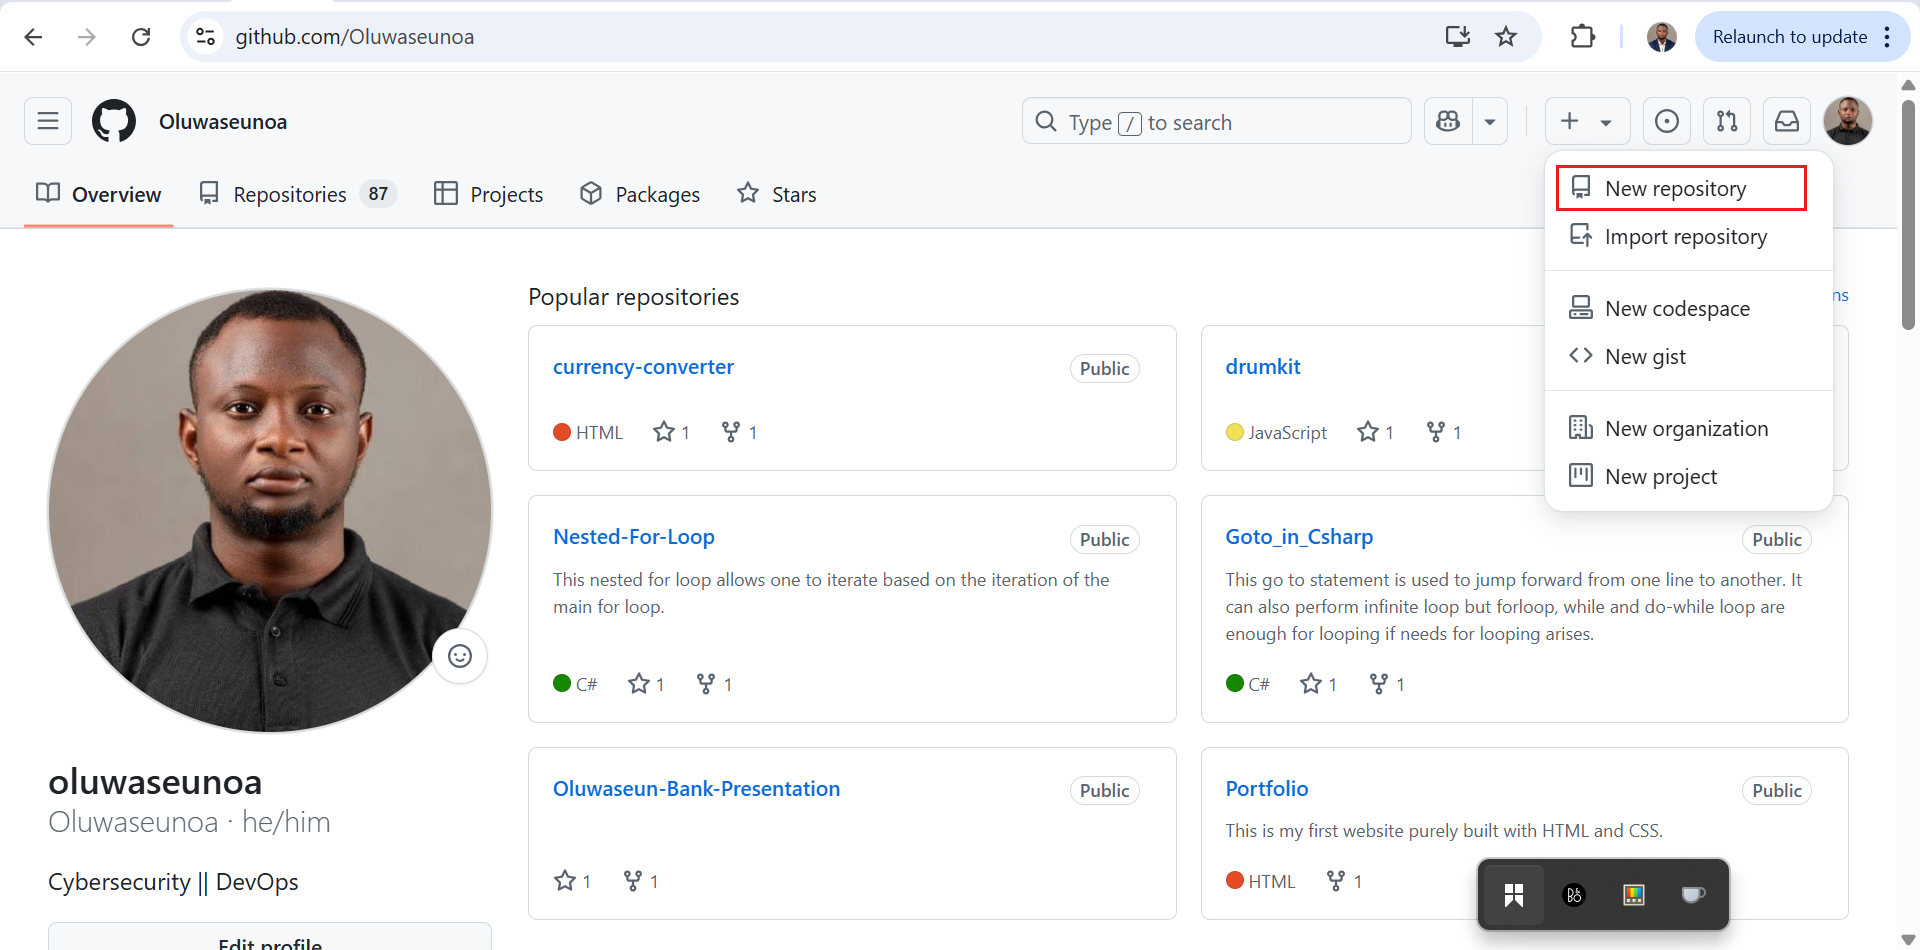 github.com/Oluwaseunoa
Relaunch to update
Oluwaseunoa
Type / to search
Overview
Repositories 87
Projects
Packages
Stars
New repository
Import repository
New codespace
New gist
New organization
New project
Popular repositories
ns
currency-converter
Public
HTML 1 1
drumkit
JavaScript 1 1
Nested-For-Loop
Public
This nested for loop allows one to iterate based on the iteration of the
main for loop.
C# 1 1
Goto_in_Csharp
Public
This go to statement is used to jump forward from one line to another. It
can also perform infinite loop but forloop, while and do-while loop are
enough for looping if needs for looping arises.
C# 1 1
Oluwaseun-Bank-Presentation
Public
1 1
Portfolio
Public
This is my first website purely built with HTML and CSS.
HTML 1
oluwaseunoa
Oluwaseunoa · he/him
Cybersecurity || DevOps
Edit profile